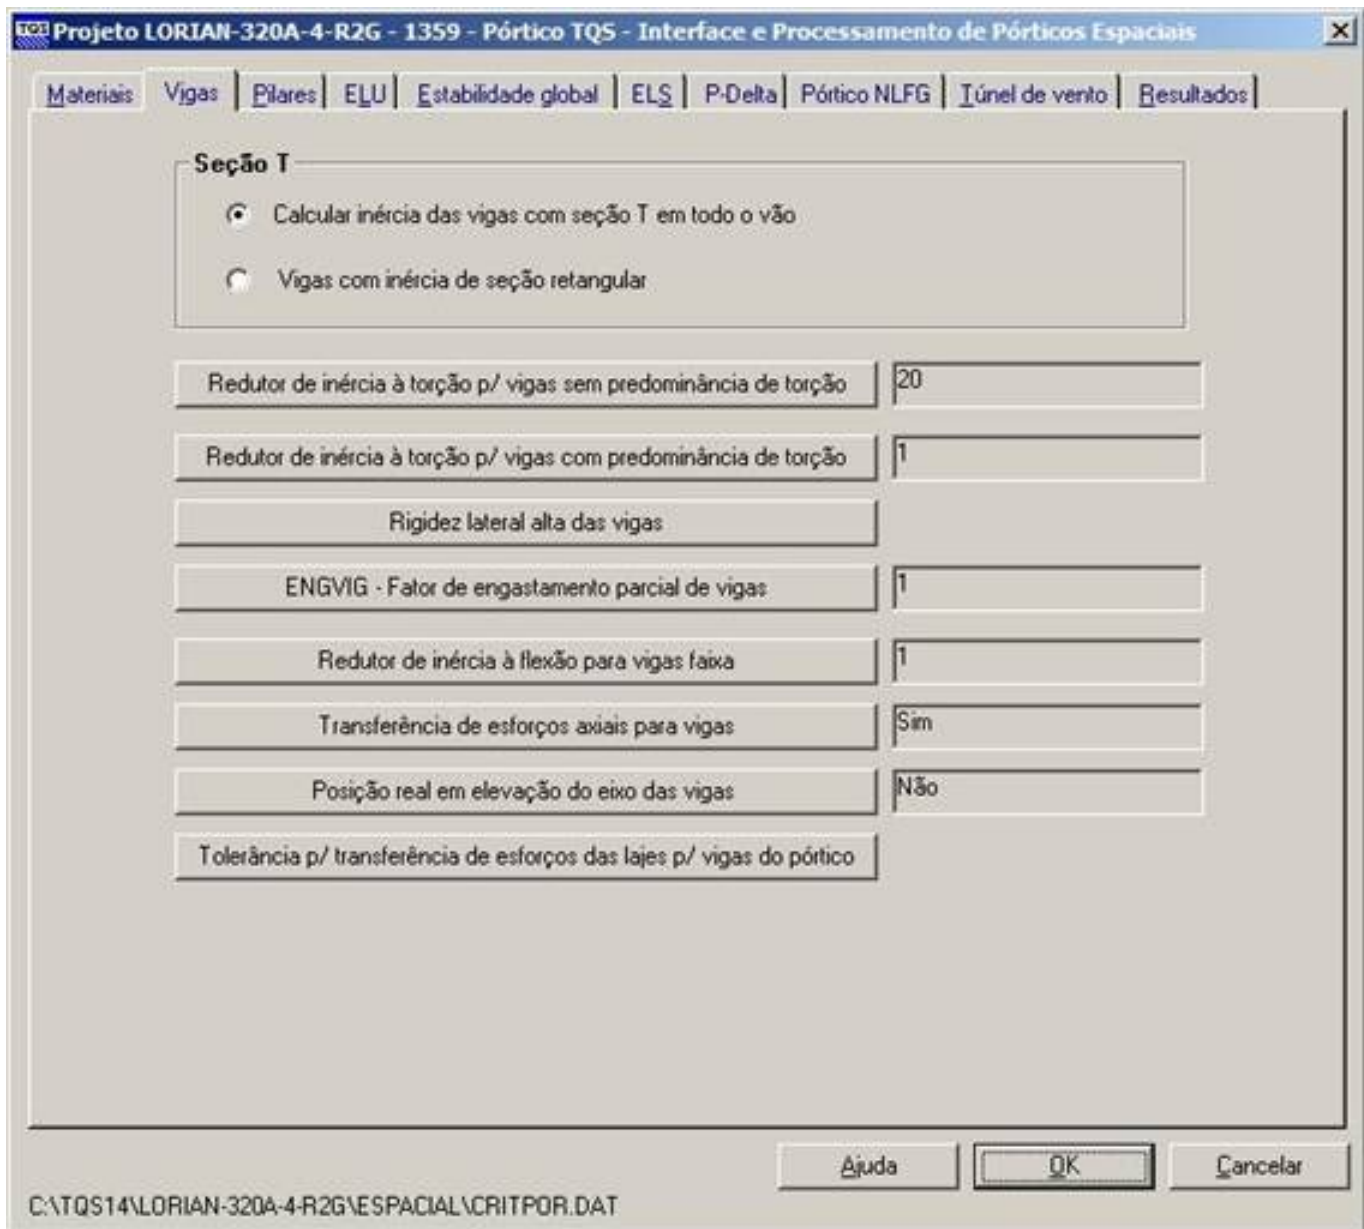 TQS Projeto LORIAN-320A-4-R2G - 1359 - Pórtico TQS - Interface e Processamento de Pórticos Espaciais
Materiais Vigas Pilares ELU Estabilidade global ELS P-Delta Pórtico NLFG Túnel de vento Resultados
Seção T
Calcular inércia das vigas com seção T em todo o vão
Vigas com inércia de seção retangular
Redutor de inércia à torção p/ vigas sem predominância de torção 20
Redutor de inércia à torção p/ vigas com predominância de torção 1
Rigidez lateral alta das vigas
ENGVIG - Fator de engastamento parcial de vigas 1
Redutor de inércia à flexão para vigas faixa 1
Transferência de esforços axiais para vigas Sim
Posição real em elevação do eixo das vigas Não
Tolerância p/ transferência de esforços das lajes p/ vigas do pórtico
Ajuda OK Cancelar
C:\TQS14\LORIAN-320A-4-R2G\ESPACIAL\CRITPOR.DAT